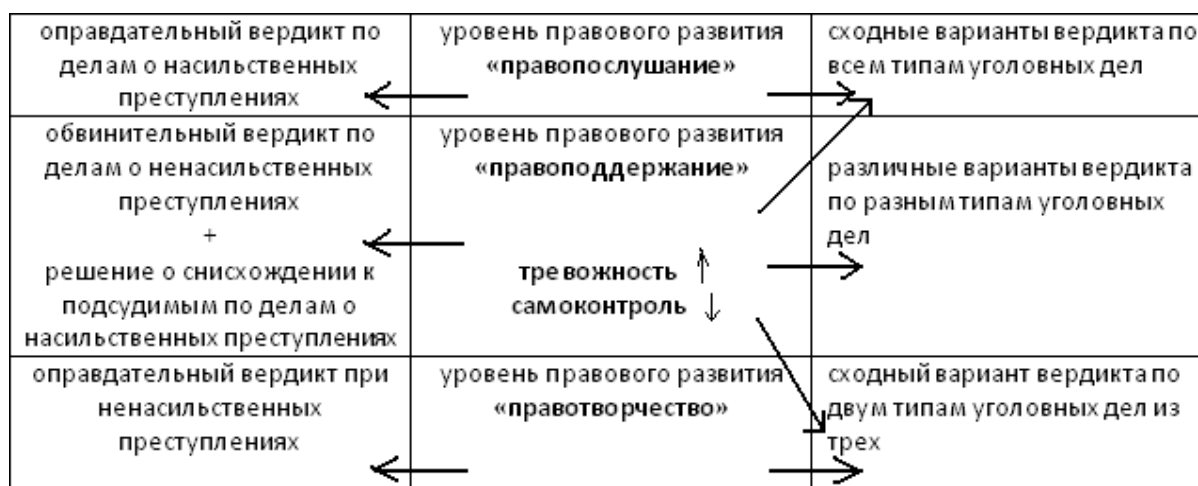 оправдательный вердикт по
делам о насильственных
преступлениях
уровень правового развития
«правопослушание»
сходные варианты вердикта по
всем типам уголовных дел
обвинительный вердикт по
делам о ненасильственных
преступлениях
+
решение о снисхождении к
подсудимым по делам о
насильственных преступлениях
уровень правового развития
«правоподдержание»
тревожность ↑
самоконтроль ↓
различные варианты вердикта
по разным типам уголовных
дел
оправдательный вердикт при
ненасильственных
преступлениях
уровень правового развития
«правотворчество»
сходный вариант вердикта по
двум типам уголовных дел из
трех